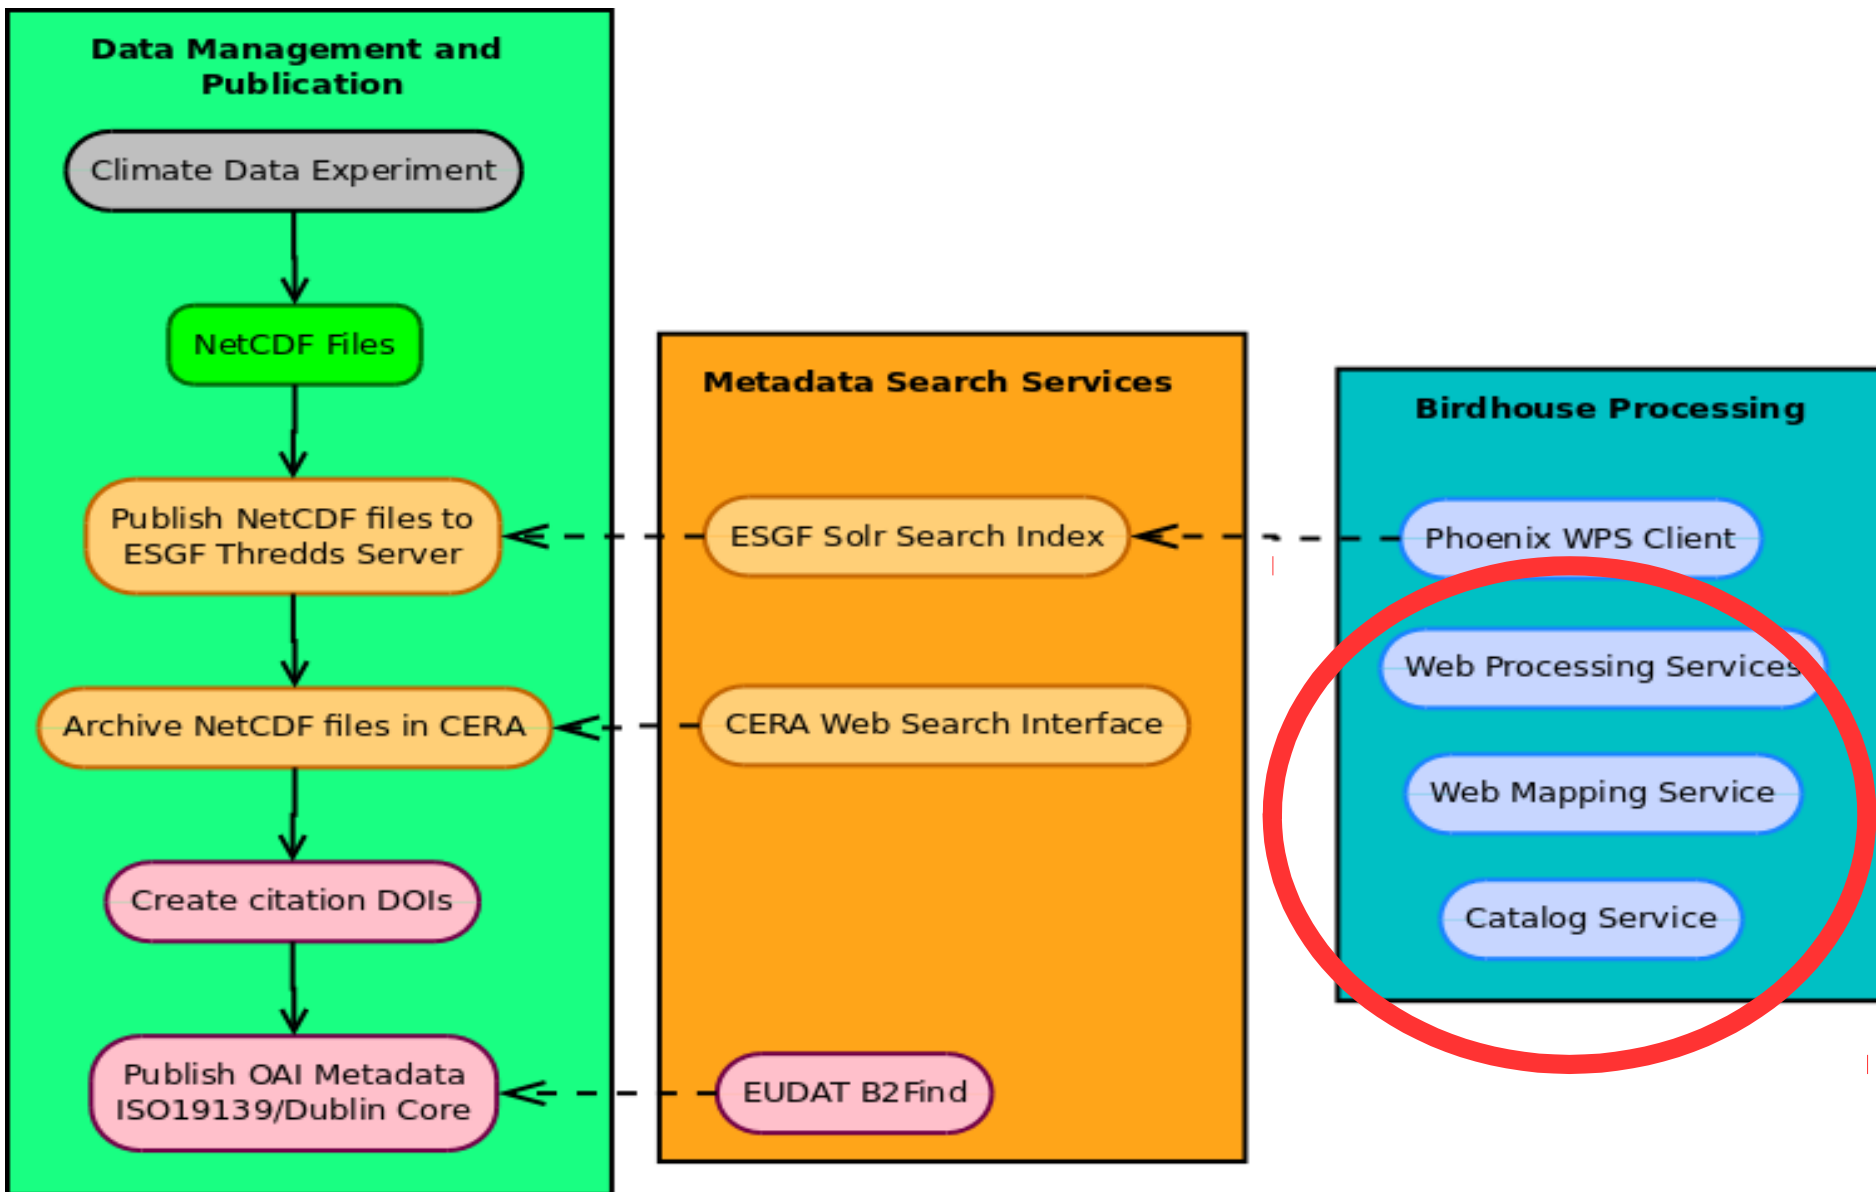 Data Management and
Publication
Climate Data Experiment
NetCDF Files
Publish NetCDF files to
ESGF Thredds Server
Archive NetCDF files in CERA
Create citation DOIs
Publish OAI Metadata
ISO19139/Dublin Core
Metadata Search Services
ESGF Solr Search Index
CERA Web Search Interface
EUDAT B2Find
Birdhouse Processing
Phoenix WPS Client
Web Processing Services
Web Mapping Service
Catalog Service